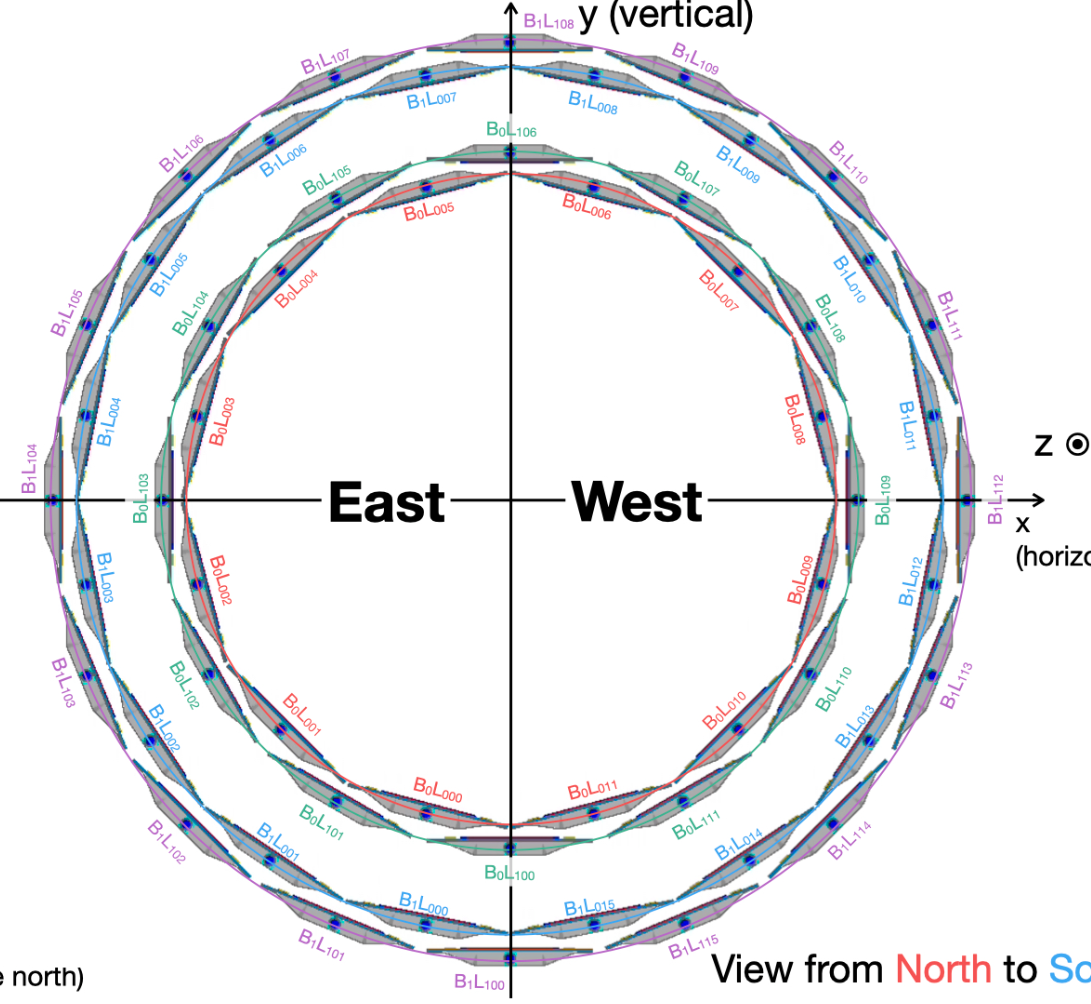 y (vertical)
B₁L₁₀₈
B₁L₁₀₇
B₁L₁₀₉
B₁L₀₀₇
B₁L₀₀₈
B₁L₁₀₆
B₁L₀₀₆
B₀L₁₀₆
B₁L₀₀₉
B₁L₁₁₀
B₀L₁₀₅
B₀L₁₀₇
B₀L₀₀₅
B₀L₀₀₆
B₁L₀₀₅
B₀L₀₀₄
B₀L₀₀₇
B₁L₀₁₀
B₁L₁₀₅
B₀L₁₀₄
B₀L₁₀₈
B₁L₁₁₁
B₁L₀₀₄
B₀L₀₀₃
B₀L₀₀₈
B₁L₀₁₁
z
B₁L₁₀₄
B₀L₁₀₃
East
West
B₀L₁₀₉
B₁L₁₁₂
x
(horizo
B₁L₀₀₃
B₀L₀₀₂
B₀L₀₀₉
B₁L₀₁₂
B₁L₁₀₃
B₀L₁₀₂
B₀L₁₁₀
B₁L₁₁₃
B₁L₀₀₂
B₀L₀₀₁
B₀L₀₁₀
B₁L₀₁₃
B₀L₀₀₀
B₀L₀₁₁
B₀L₁₀₁
B₀L₁₁₁
B₁L₁₀₂
B₁L₀₀₁
B₀L₁₀₀
B₁L₀₁₄
B₁L₁₁₄
B₁L₀₀₀
B₁L₀₁₅
B₁L₁₀₁
B₁L₁₁₅
B₁L₁₀₀
e north)
View from North to So